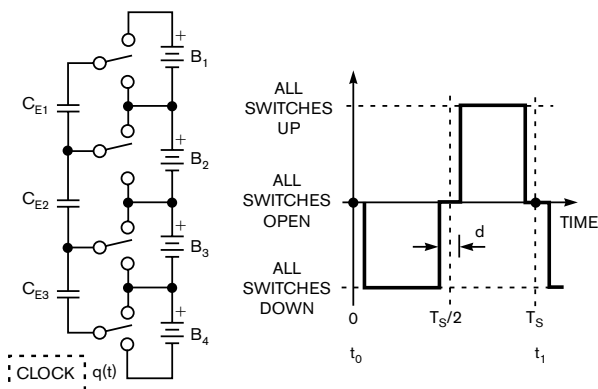 +
B1
CE1
+
B2
CE2
+
B3
CE3
+
B4
CLOCK q(t)
ALL
SWITCHES
UP
ALL
SWITCHES
OPEN
TIME
d
ALL
SWITCHES
DOWN
0
TS/2
TS
t0
t1